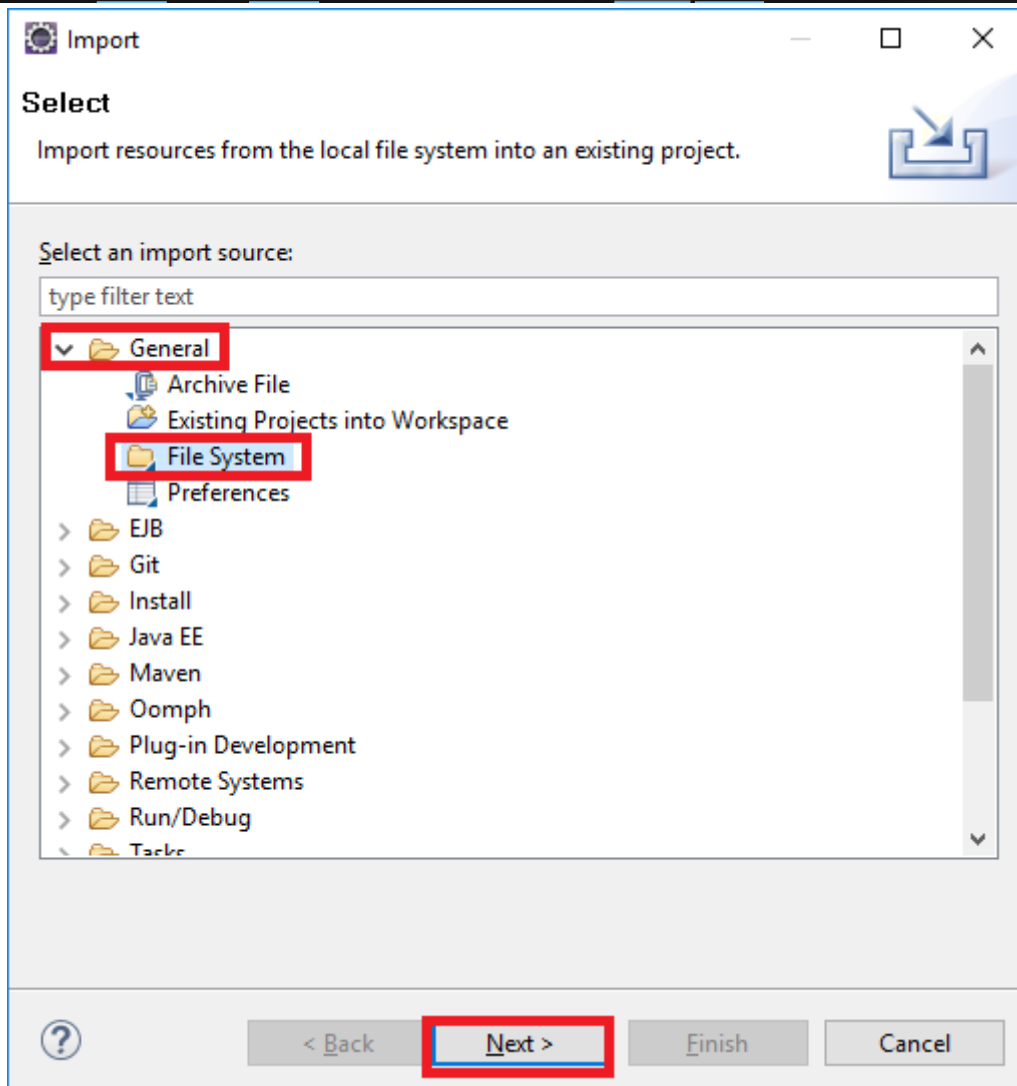 Import
Select
Import resources from the local file system into an existing project.
Select an import source:
type filter text
General
Archive File
Existing Projects into Workspace
File System
Preferences
EJB
Git
Install
Java EE
Maven
Oomph
Plug-in Development
Remote Systems
Run/Debug
Tasks
?
< Back
Next >
Finish
Cancel